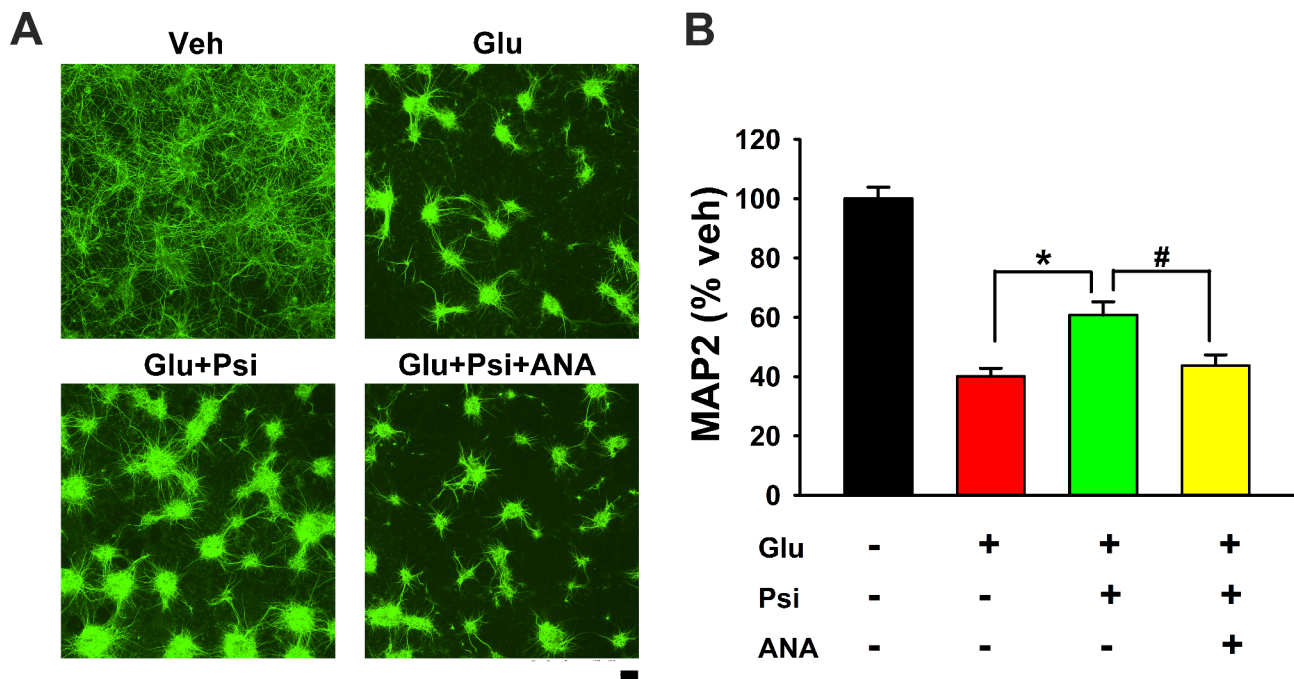 A
Veh
Glu
Glu+Psi
Glu+Psi+ANA
B
MAP2 (% veh)
120
100
80
60
40
20
0
*
#
Glu - + + +
Psi - - + +
ANA - - - +